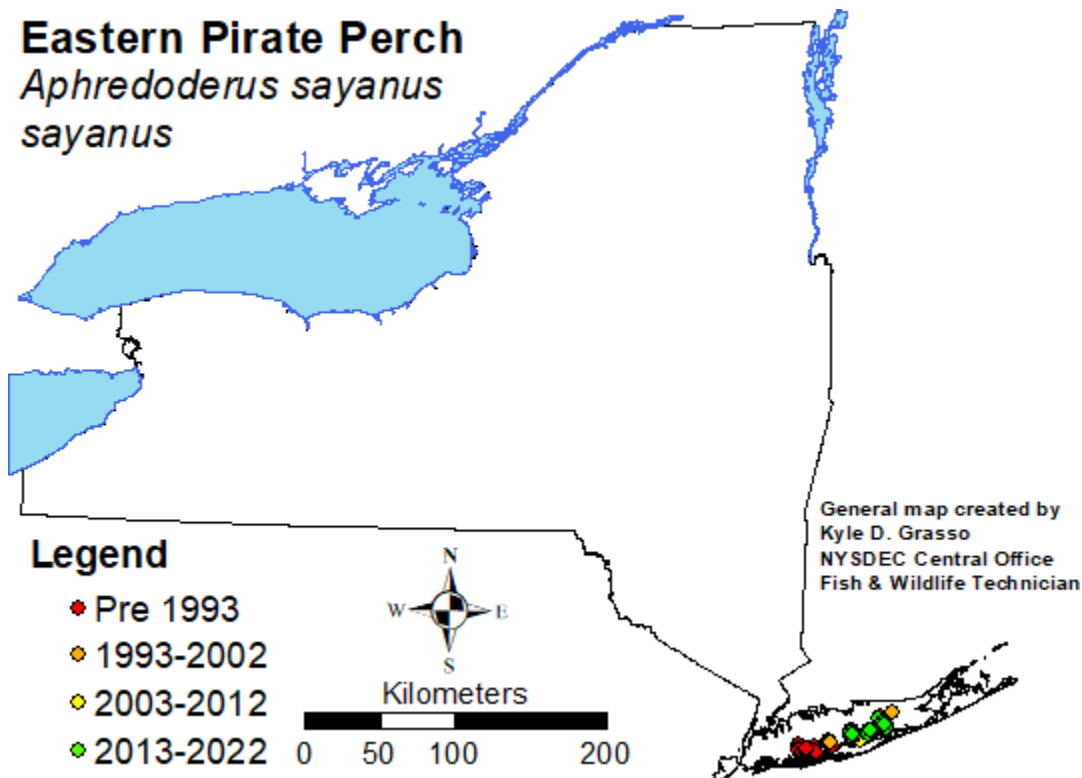 Eastern Pirate Perch
Aphredoderus sayanus
sayanus
General map created by
Kyle D. Grasso
NYSDEC Central Office
Fish & Wildlife Technician
Legend
Pre 1993
1993-2002
2003-2012
2013-2022
N
W E
S
Kilometers
0 50 100 200